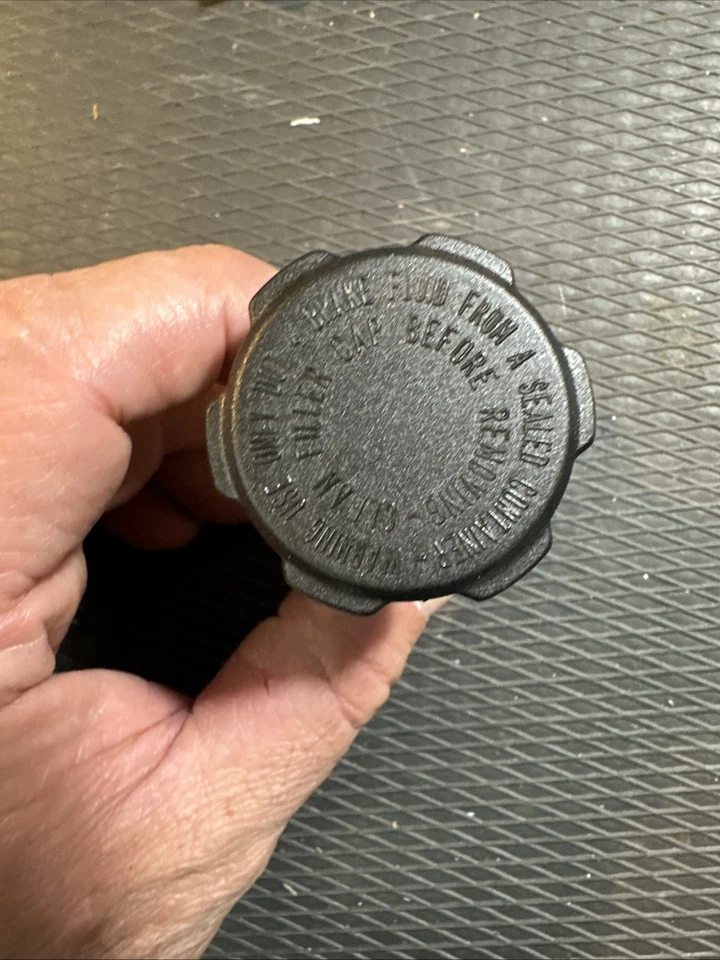 WARNING USE ONLY DOT 3 BRAKE FLUID FROM A SEALED CONTAINER -
CLEAN FILLER CAP BEFORE REMOVING -